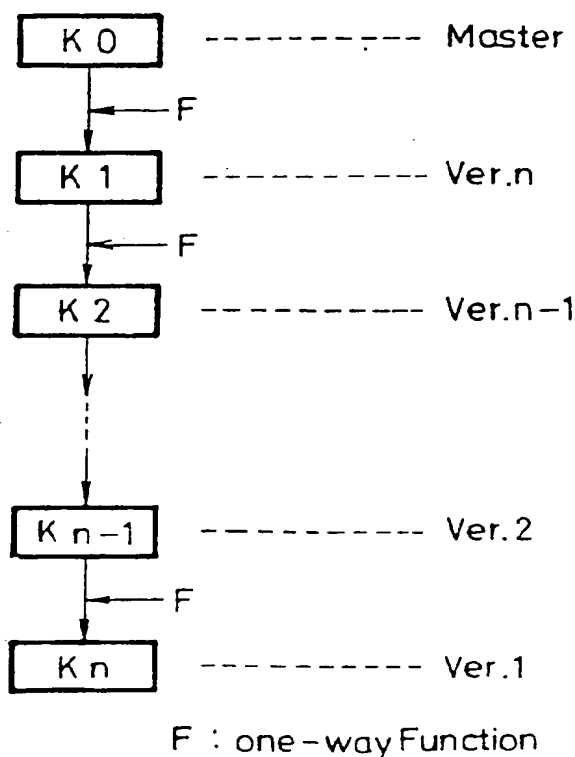 K 0 Master
F
K 1 Ver.n
F
K 2 Ver.n-1
K n-1 Ver.2
F
K n Ver.1
F : one-way Function